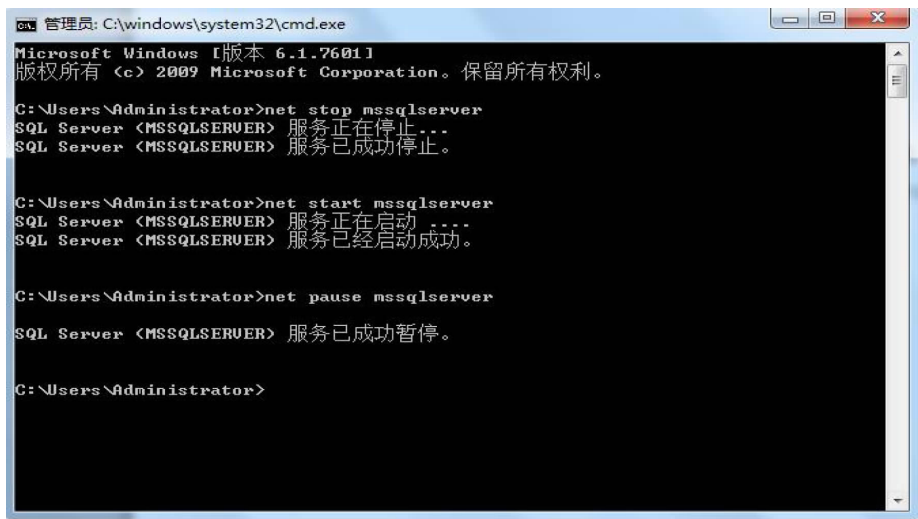 管理员: C:\windows\system32\cmd.exe
Microsoft Windows [版本 6.1.7601]
版权所有 (c) 2009 Microsoft Corporation。保留所有权利。
C:\Users\Administrator>net stop mssqlserver
SQL Server (MSSQLSERVER) 服务正在停止...
SQL Server (MSSQLSERVER) 服务已成功停止。
C:\Users\Administrator>net start mssqlserver
SQL Server (MSSQLSERVER) 服务正在启动 ....
SQL Server (MSSQLSERVER) 服务已经启动成功。
C:\Users\Administrator>net pause mssqlserver
SQL Server (MSSQLSERVER) 服务已成功暂停。
C:\Users\Administrator>